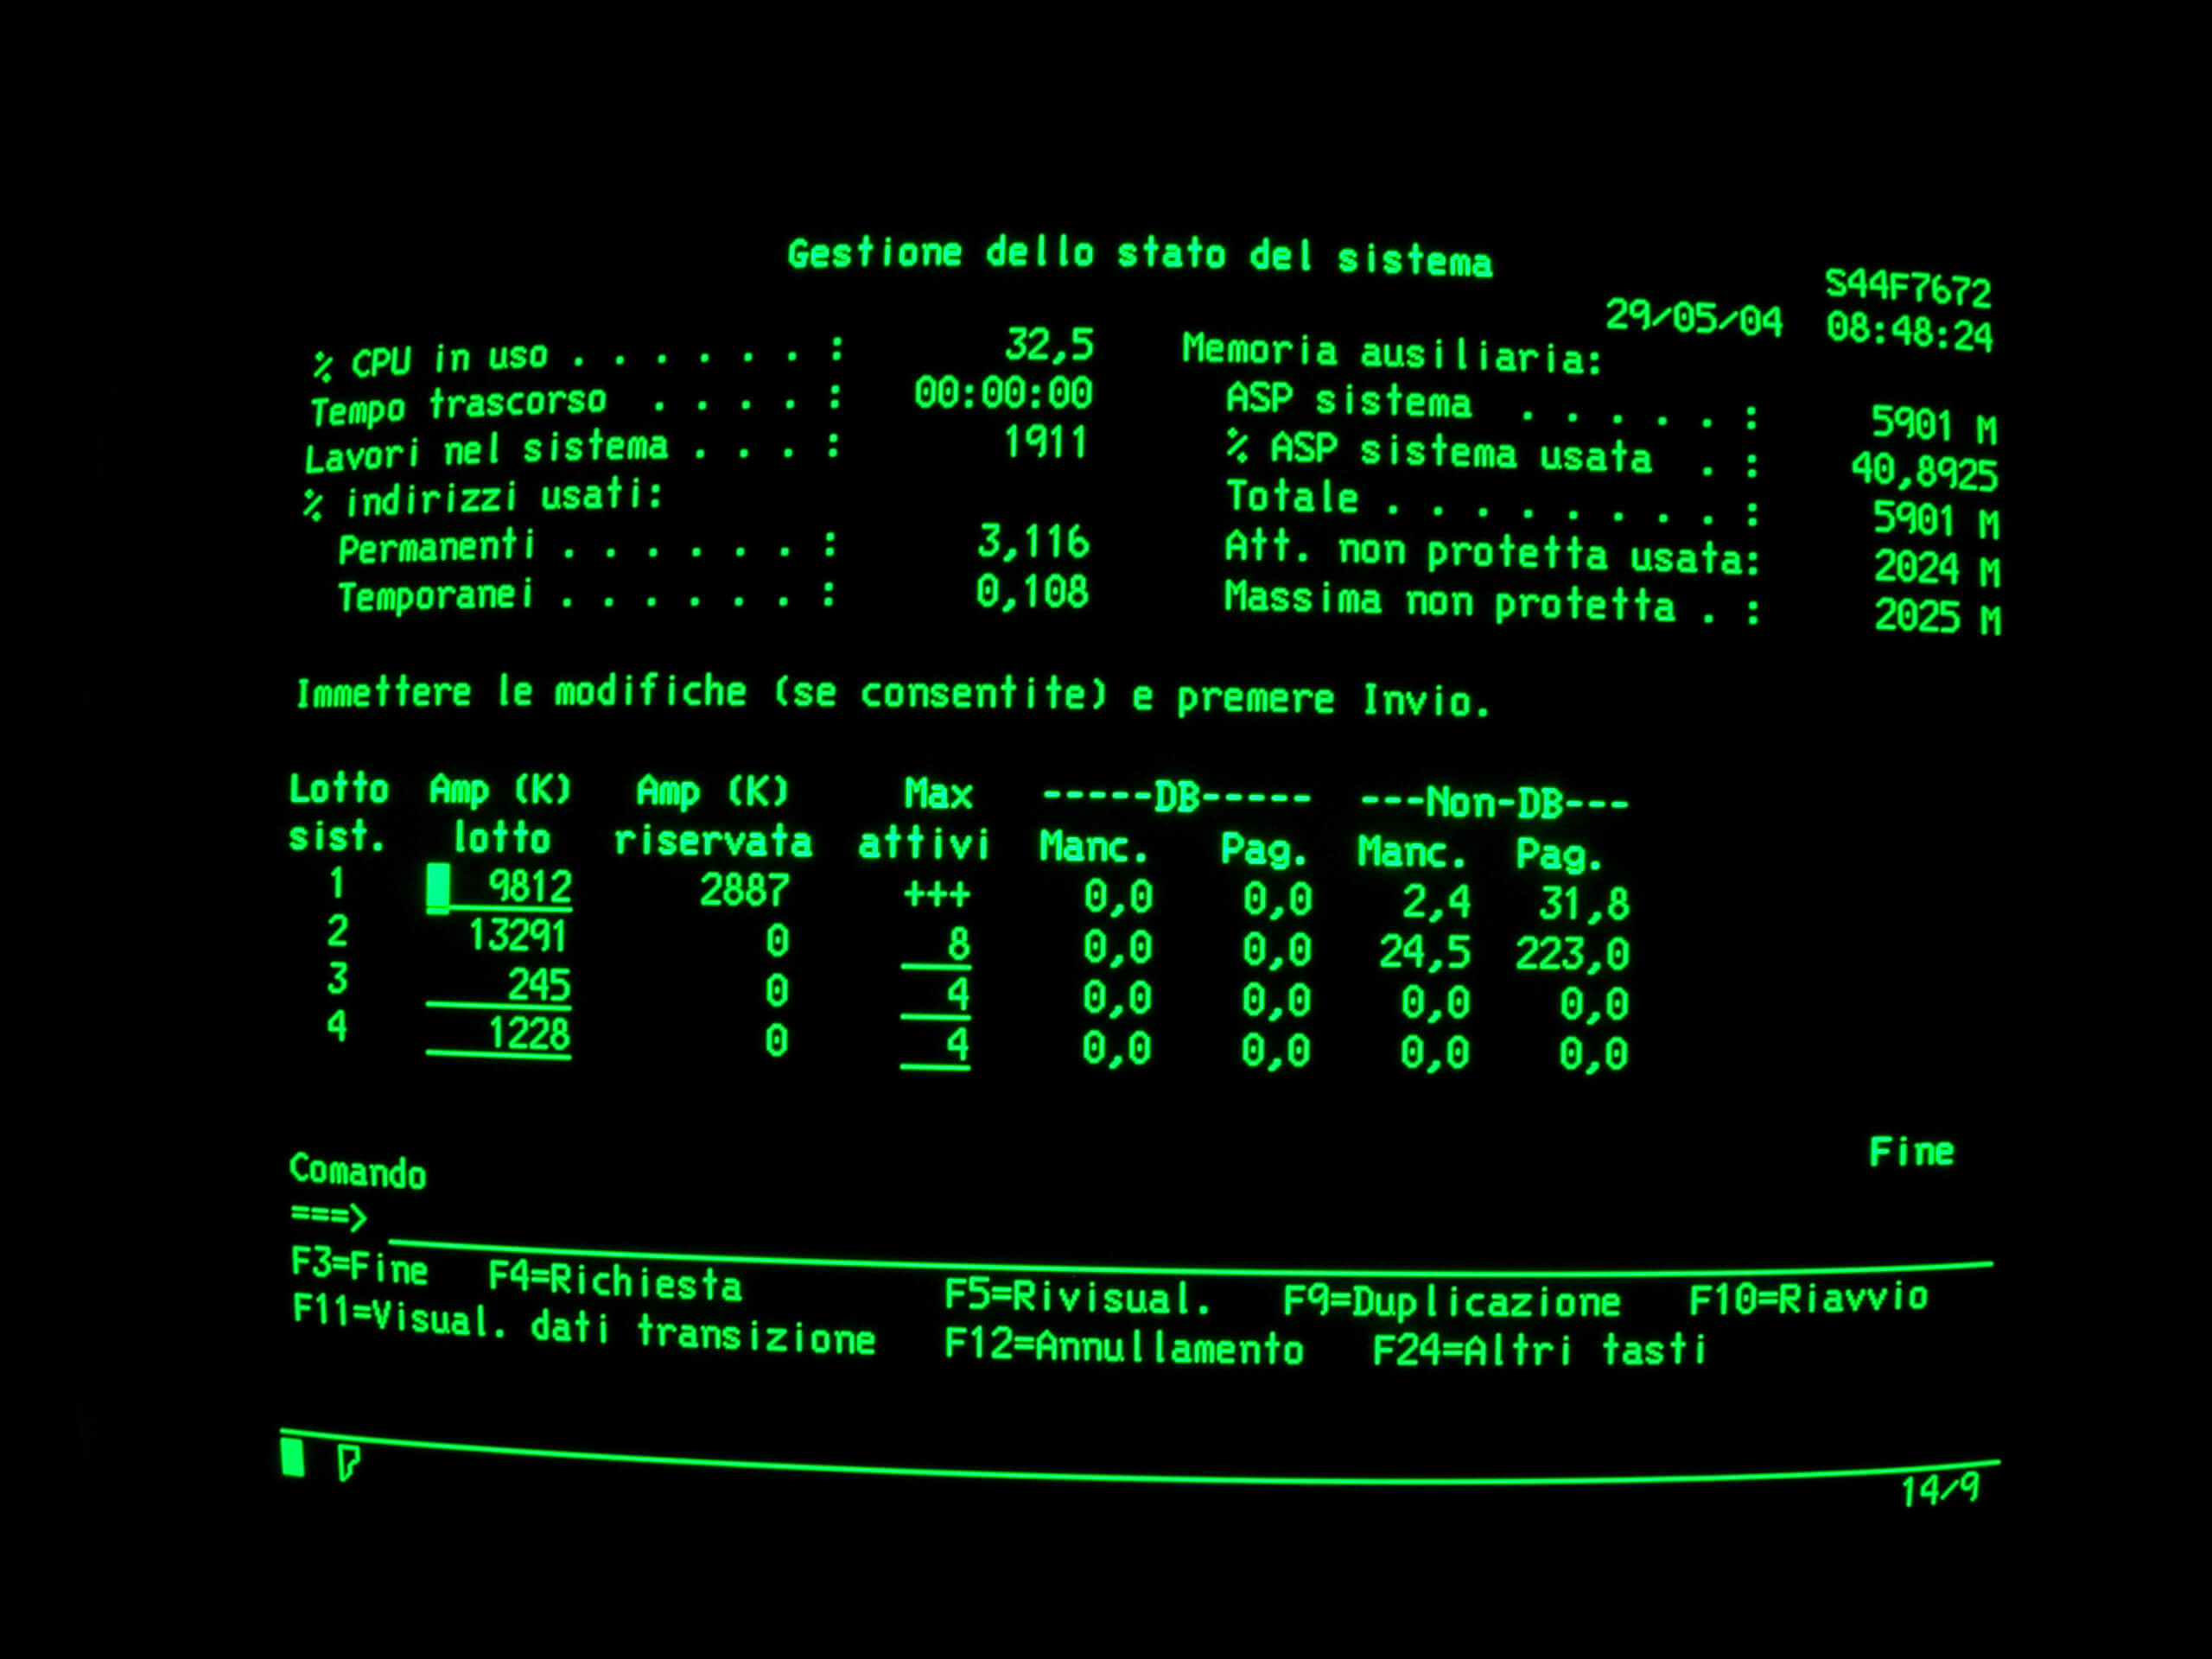 Gestione dello stato del sistema
S44F7672
29/05/04 08:48:24
% CPU in uso . . . . . . : 32,5 Memoria ausiliaria:
Tempo trascorso . . . . : 00:00:00 ASP sistema . . . . . : 5901 M
Lavori nel sistema . . . : 1911 % ASP sistema usata . : 40,8925
% indirizzi usati: Totale . . . . . . . . : 5901 M
Permanenti . . . . . . : 3,116 Att. non protetta usata: 2024 M
Temporanei . . . . . . : 0,108 Massima non protetta . : 2025 M
Immettere le modifiche (se consentite) e premere Invio.
Lotto Amp (K) Amp (K) Max -----DB----- ---Non-DB---
sist. lotto riservata attivi Manc. Pag. Manc. Pag.
1 9812 2887 +++ 0,0 0,0 2,4 31,8
2 13291 0 8 0,0 0,0 24,5 223,0
3 245 0 4 0,0 0,0 0,0 0,0
4 1228 0 4 0,0 0,0 0,0 0,0
Fine
Comando
===>
F3=Fine F4=Richiesta F5=Rivisual. F9=Duplicazione F10=Riavvio
F11=Visual. dati transizione F12=Annullamento F24=Altri tasti
14/9